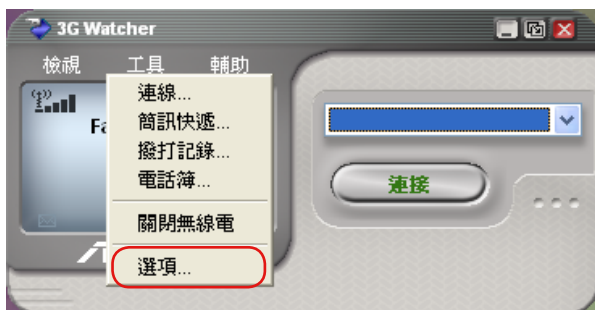 3G Watcher
檢視 工具 輔助
連線...
Fa
簡訊快遞...
撥打記錄...
電話簿...
連接
關閉無線電
選項...